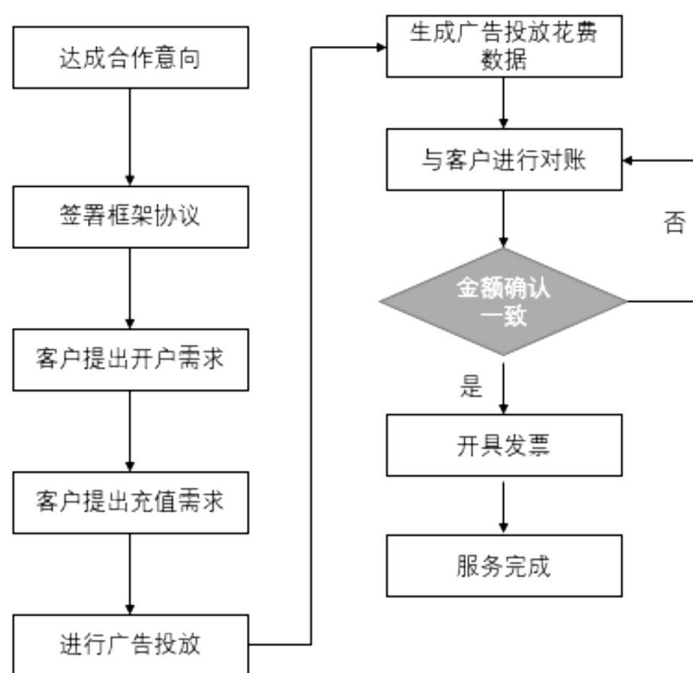 达成合作意向
签署框架协议
客户提出开户需求
客户提出充值需求
进行广告投放
生成广告投放花费
数据
与客户进行对账
否
金额确认
一致
是
开具发票
服务完成